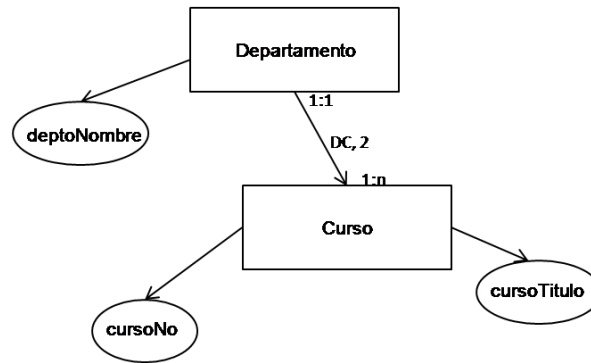 Departamento
1:1
deptoNombre
DC, 2
1:n
Curso
cursoTitulo
cursoNo